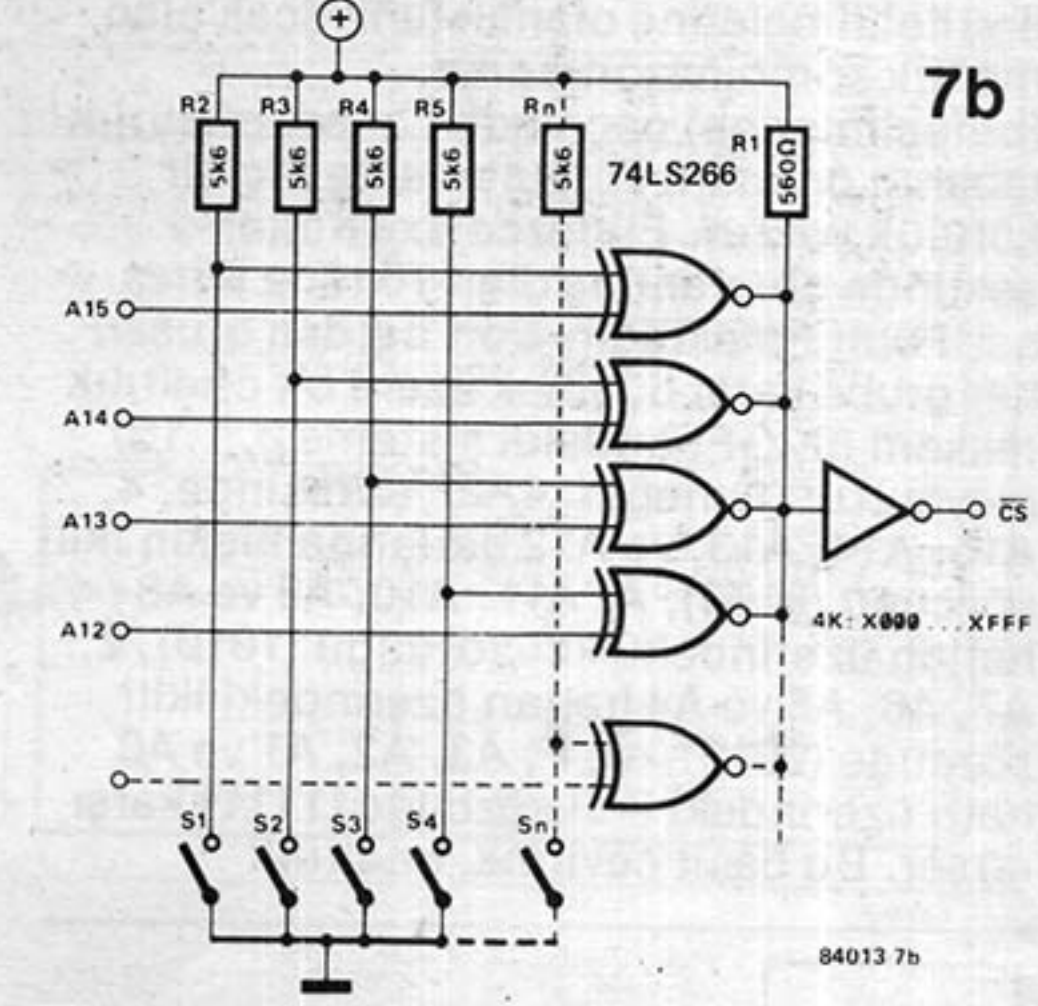 +
7b
R2
R3
R4
R5
Rn
R1
5k6
5k6
5k6
5k6
5k6
560Ω
74LS266
A15
A14
A13
A12
CS
4K: X000...XFFF
S1
S2
S3
S4
Sn
84013 7b